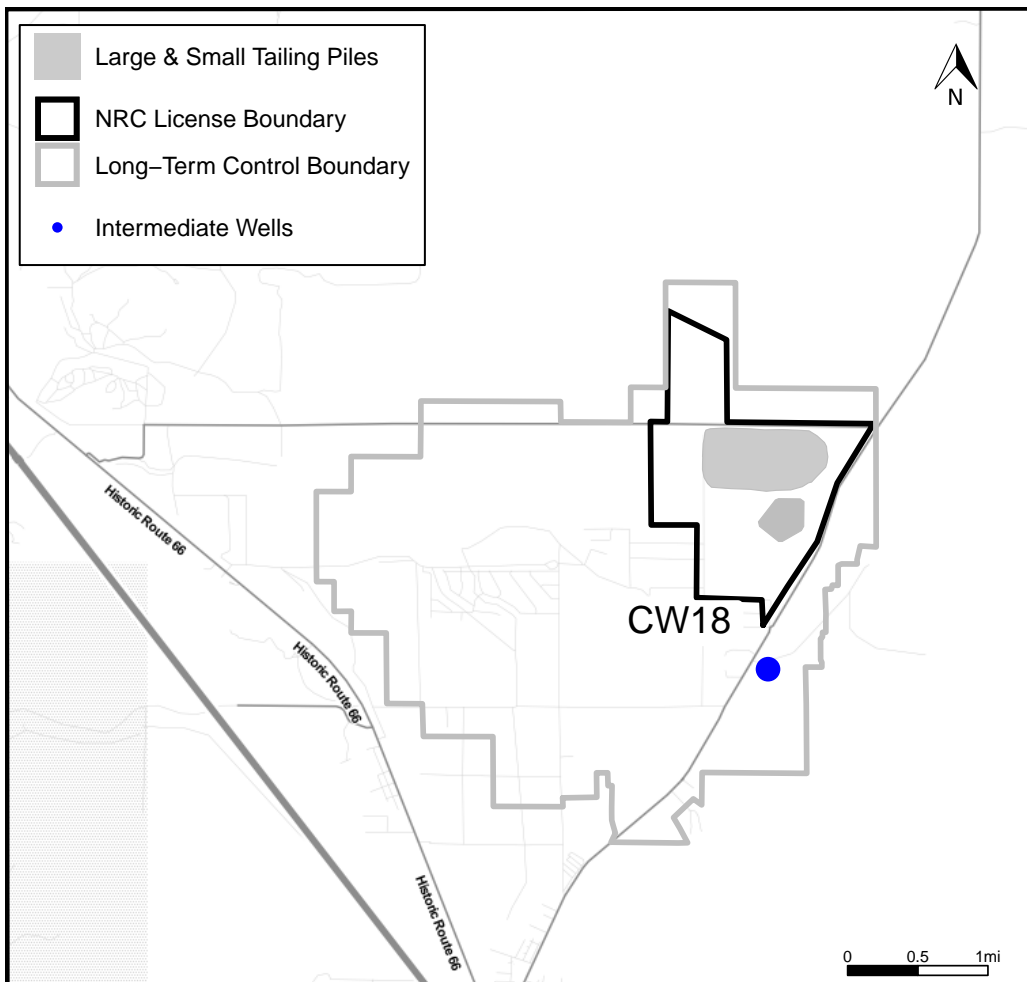 Large & Small Tailing Piles
NRC License Boundary
Long−Term Control Boundary
Intermediate Wells
N
Historic Route 66
Historic Route 66
CW18
Historic Route 66
0 0.5 1mi